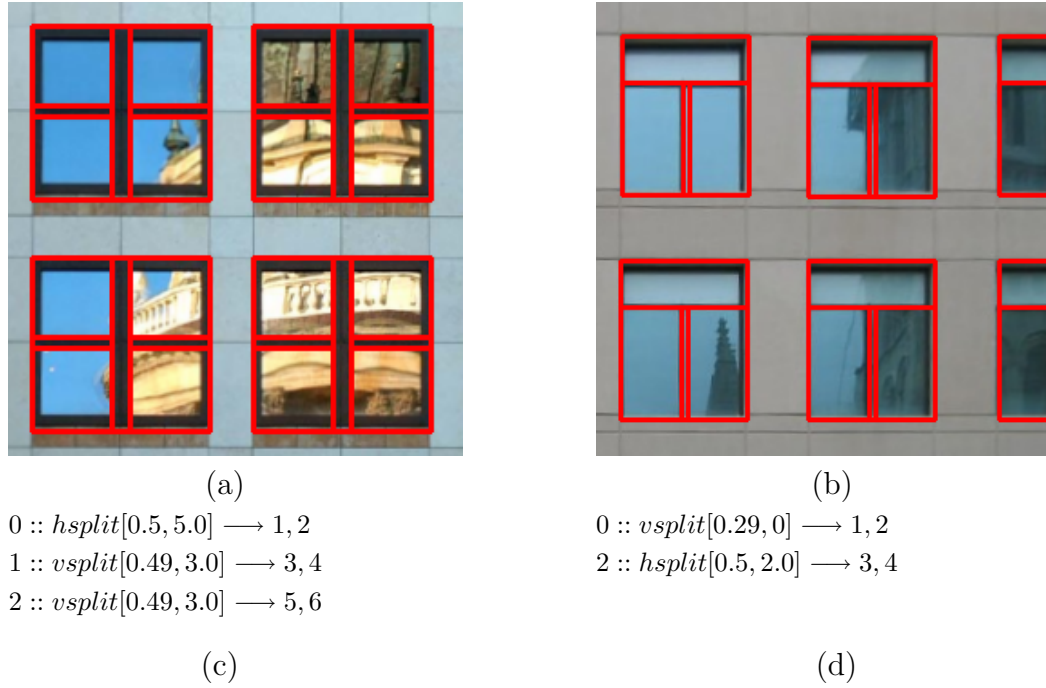 (a)
(b)
0 :: hsplit[0.5, 5.0] ⟶ 1, 2
1 :: vsplit[0.49, 3.0] ⟶ 3, 4
2 :: vsplit[0.49, 3.0] ⟶ 5, 6
0 :: vsplit[0.29, 0] ⟶ 1, 2
2 :: hsplit[0.5, 2.0] ⟶ 3, 4
(c)
(d)